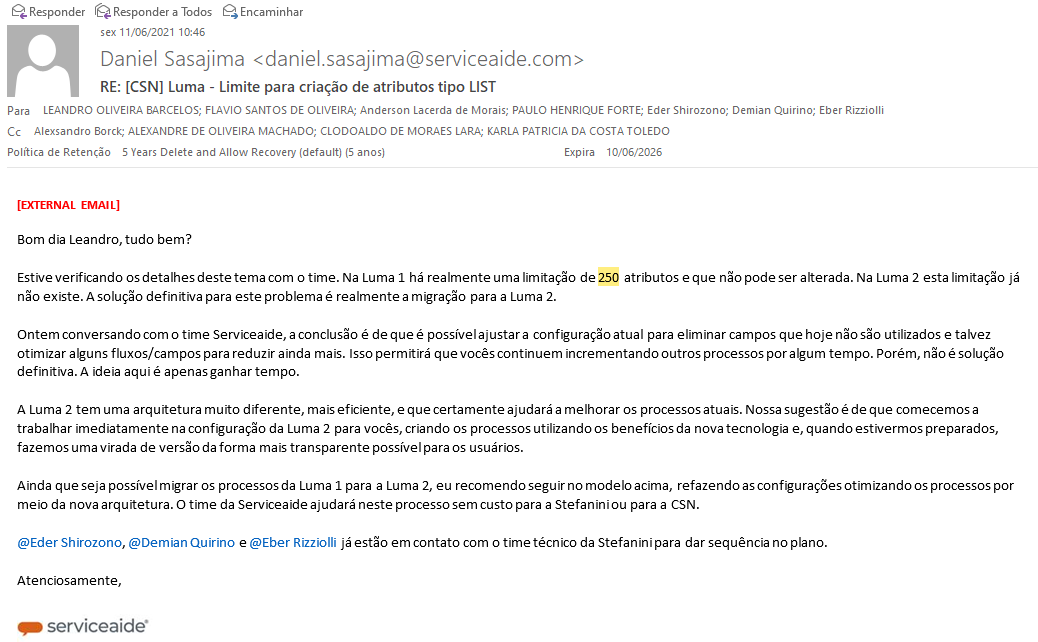 Responder Responder a Todos Encaminhar
sex 11/06/2021 10:46
Daniel Sasajima <daniel.sasajima@serviceaide.com>
RE: [CSN] Luma - Limite para criação de atributos tipo LIST
Para LEANDRO OLIVEIRA BARCELOS; FLAVIO SANTOS DE OLIVEIRA; Anderson Lacerda de Morais; PAULO HENRIQUE FORTE; Eder Shirozono; Demian Quirino; Eber Rizziolli
Cc Alexsandro Borck; ALEXANDRE DE OLIVEIRA MACHADO; CLODOALDO DE MORAES LARA; KARLA PATRICIA DA COSTA TOLEDO
Política de Retenção 5 Years Delete and Allow Recovery (default) (5 anos) Expira 10/06/2026
[EXTERNAL EMAIL]
Bom dia Leandro, tudo bem?
Estive verificando os detalhes deste tema com o time. Na Luma 1 há realmente uma limitação de 250 atributos e que não pode ser alterada. Na Luma 2 esta limitação já
não existe. A solução definitiva para este problema é realmente a migração para a Luma 2.
Ontem conversando com o time Serviceaide, a conclusão é de que é possível ajustar a configuração atual para eliminar campos que hoje não são utilizados e talvez
otimizar alguns fluxos/campos para reduzir ainda mais. Isso permitirá que vocês continuem incrementando outros processos por algum tempo. Porém, não é solução
definitiva. A ideia aqui é apenas ganhar tempo.
A Luma 2 tem uma arquitetura muito diferente, mais eficiente, e que certamente ajudará a melhorar os processos atuais. Nossa sugestão é de que comecemos a
trabalhar imediatamente na configuração da Luma 2 para vocês, criando os processos utilizando os benefícios da nova tecnologia e, quando estivermos preparados,
fazemos uma virada de versão da forma mais transparente possível para os usuários.
Ainda que seja possível migrar os processos da Luma 1 para a Luma 2, eu recomendo seguir no modelo acima, refazendo as configurações otimizando os processos por
meio da nova arquitetura. O time da Serviceaide ajudará neste processo sem custo para a Stefanini ou para a CSN.
@Eder Shirozono, @Demian Quirino e @Eber Rizziolli já estão em contato com o time técnico da Stefanini para dar sequência no plano.
Atenciosamente,
serviceaide